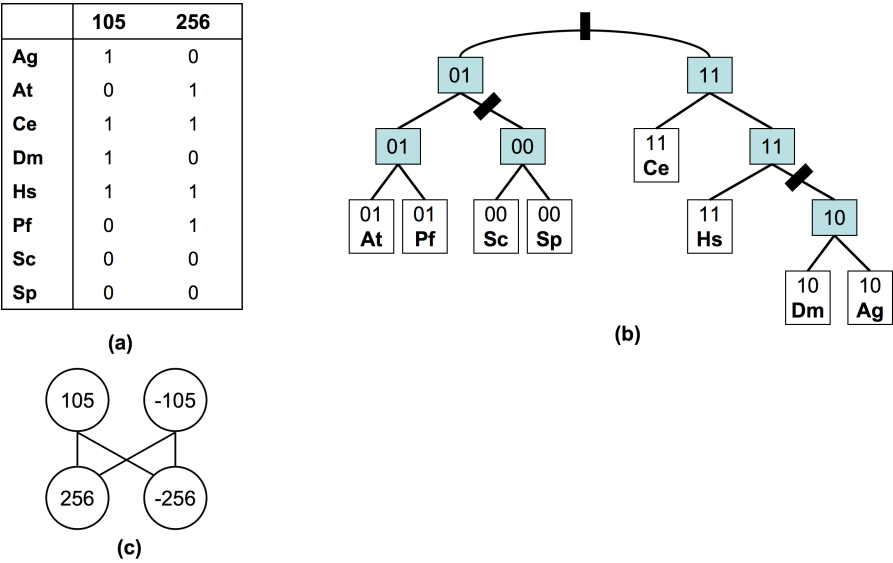 105 256
Ag 1 0
At 0 1
Ce 1 1
Dm 1 0
Hs 1 1
Pf 0 1
Sc 0 0
Sp 0 0
(a)
01 11
01 00 11 Ce 11
01 At 01 Pf 00 Sc 00 Sp 11 Hs 10
10 Dm 10 Ag
(b)
105 -105
256 -256
(c)